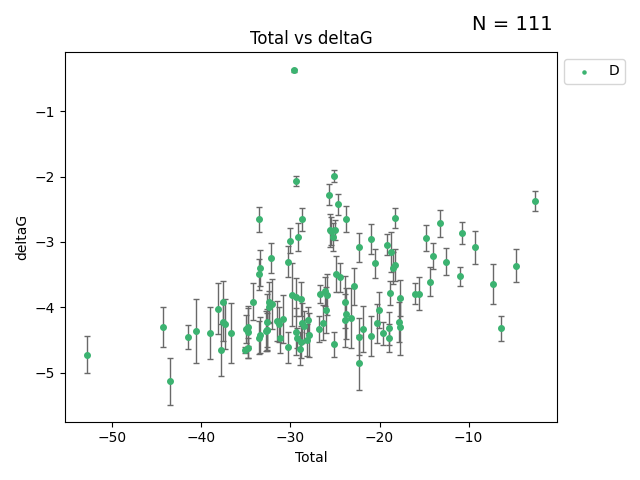 N = 111
Total vs deltaG
D
deltaG
−1
−2
−3
−4
−5
−50
−40
−30
−20
−10
Total